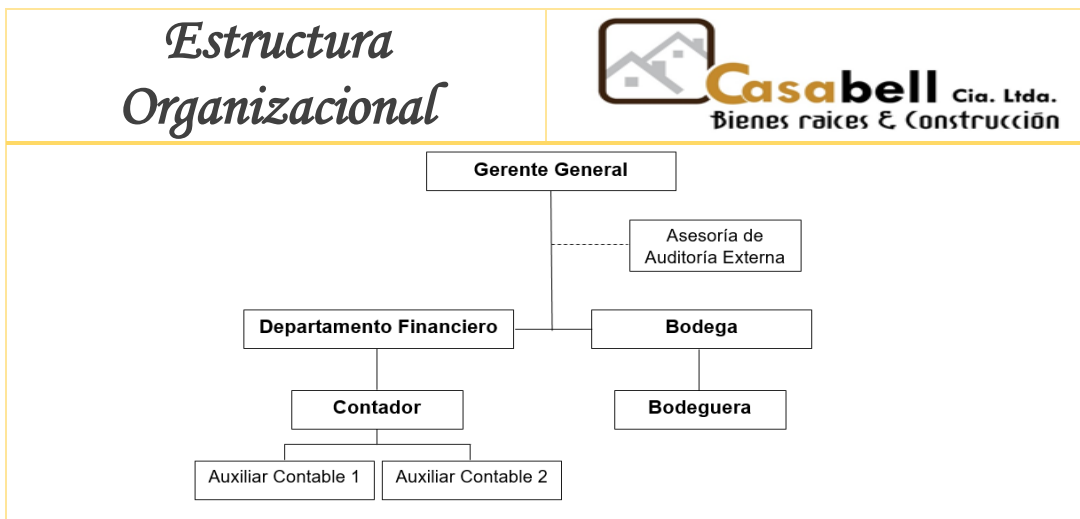 Estructura
Organizacional
Casabell Cia. Ltda.
Bienes raices & Construcción
Gerente General
Asesoría de
Auditoría Externa
Departamento Financiero
Bodega
Contador
Bodeguera
Auxiliar Contable 1
Auxiliar Contable 2